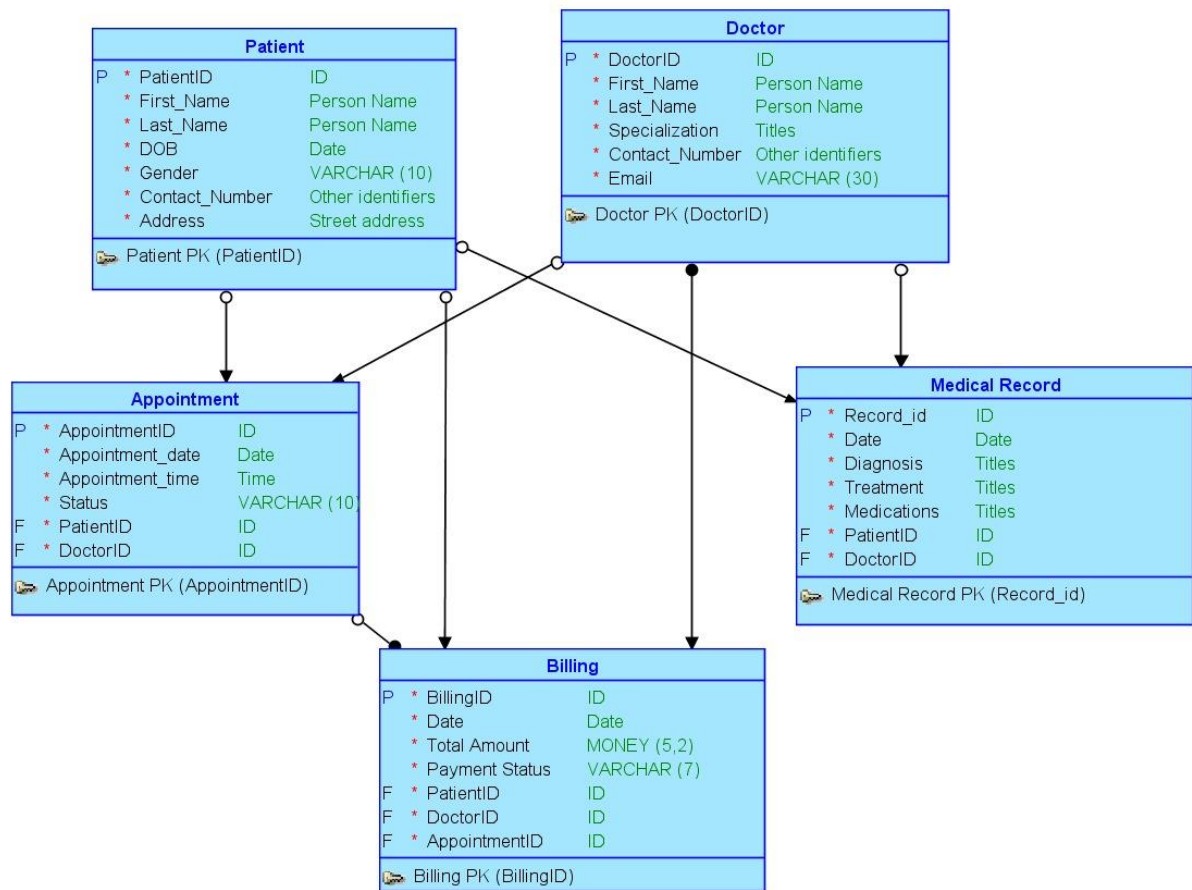 Patient
P * PatientID ID
* First_Name Person Name
* Last_Name Person Name
* DOB Date
* Gender VARCHAR (10)
* Contact_Number Other identifiers
* Address Street address
Patient PK (PatientID)
Doctor
P * DoctorID ID
* First_Name Person Name
* Last_Name Person Name
* Specialization Titles
* Contact_Number Other identifiers
* Email VARCHAR (30)
Doctor PK (DoctorID)
Appointment
P * AppointmentID ID
* Appointment_date Date
* Appointment_time Time
* Status VARCHAR (10)
F * PatientID ID
F * DoctorID ID
Appointment PK (AppointmentID)
Medical Record
P * Record_id ID
* Date Date
* Diagnosis Titles
* Treatment Titles
* Medications Titles
F * PatientID ID
F * DoctorID ID
Medical Record PK (Record_id)
Billing
P * BillingID ID
* Date Date
* Total Amount MONEY (5,2)
* Payment Status VARCHAR (7)
F * PatientID ID
F * DoctorID ID
F * AppointmentID ID
Billing PK (BillingID)